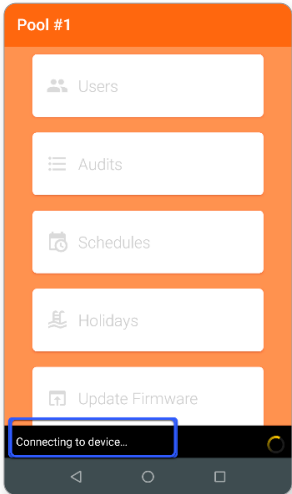 Pool #1
Users
Audits
Schedules
Holidays
Update Firmware
Connecting to device...